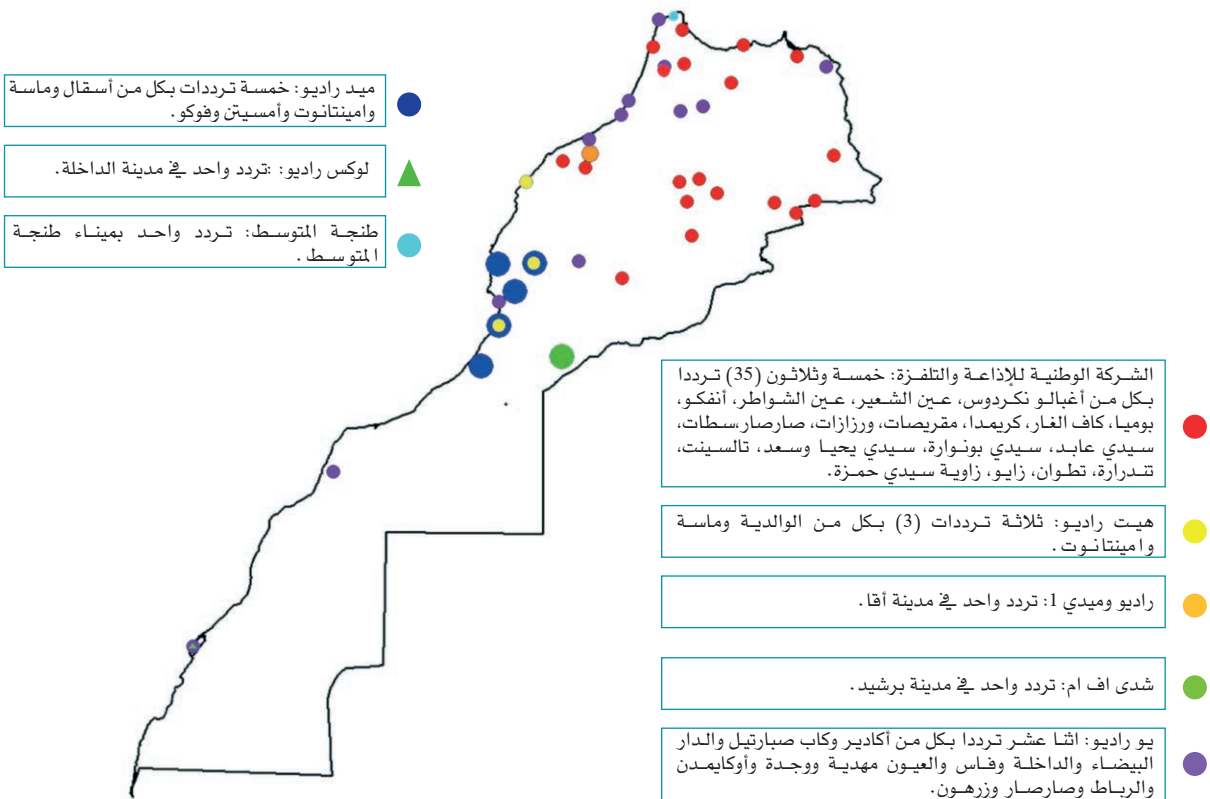 ميد راديو: خمسة ترددات بكل من أسقال وماسة
وامينتانوت وأمسيتن وفوكو.
لوكس راديو: :تردد واحد في مدينة الداخلة.
طنجة المتوسط: تردد واحد بميناء طنجة
المتوسط.
الشركة الوطنية للإذاعة والتلفزة: خمسة وثلاثون (35) ترددا
بكل من أغبالو نكردوس، عين الشعير، عين الشواطر، أنفكو،
بوميا، كاف الغار، كريمدا، مقريصات، ورزازات، صارصار،سطات،
سيدي عابد، سيدي بونوارة، سيدي يحيا وسعد، تالسينت،
تندرارة، تطوان، زايو، زاوية سيدي حمزة.
هيت راديو: ثلاثة ترددات (3) بكل من الوالدية وماسة
وامينتانوت.
راديو وميدي 1: تردد واحد في مدينة أقا.
شدى اف ام: تردد واحد في مدينة برشيد.
يو راديو: اثنا عشر ترددا بكل من أكادير وكاب صبارتيل والدار
البيضاء والداخلة وفاس والعيون مهدية ووجدة وأوكايمدن
والرباط وصارصار وزرهون.